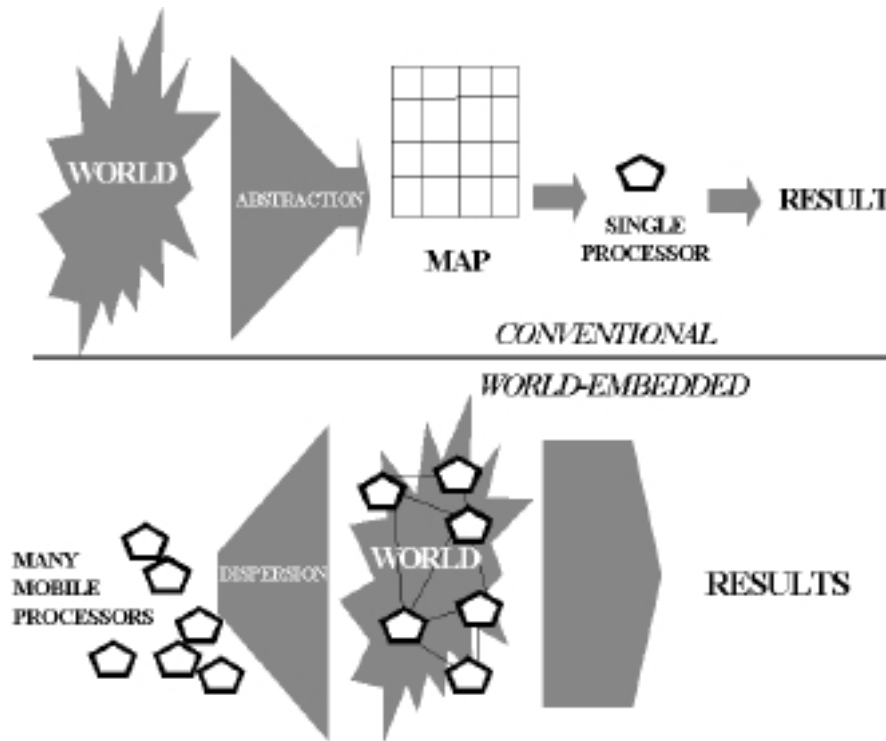 WORLD
ABSTRACTION
MAP
SINGLE
PROCESSOR
RESULT
CONVENTIONAL
WORLD-EMBEDDED
MANY
MOBILE
PROCESSORS
DISPERSION
WORLD
RESULTS